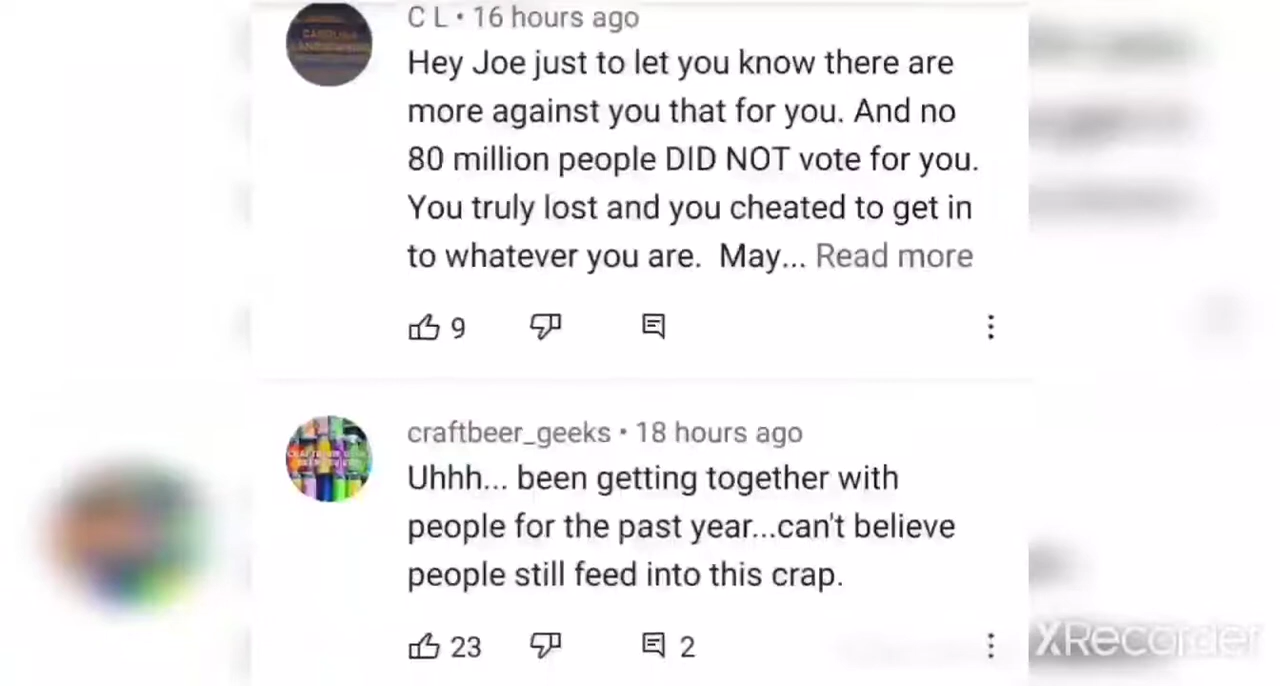 C L • 16 hours ago
Hey Joe just to let you know there are
more against you that for you. And no
80 million people DID NOT vote for you.
You truly lost and you cheated to get in
to whatever you are. May... Read more
9
craftbeer_geeks • 18 hours ago
Uhhh... been getting together with
people for the past year...can't believe
people still feed into this crap.
23 2
XRecorder